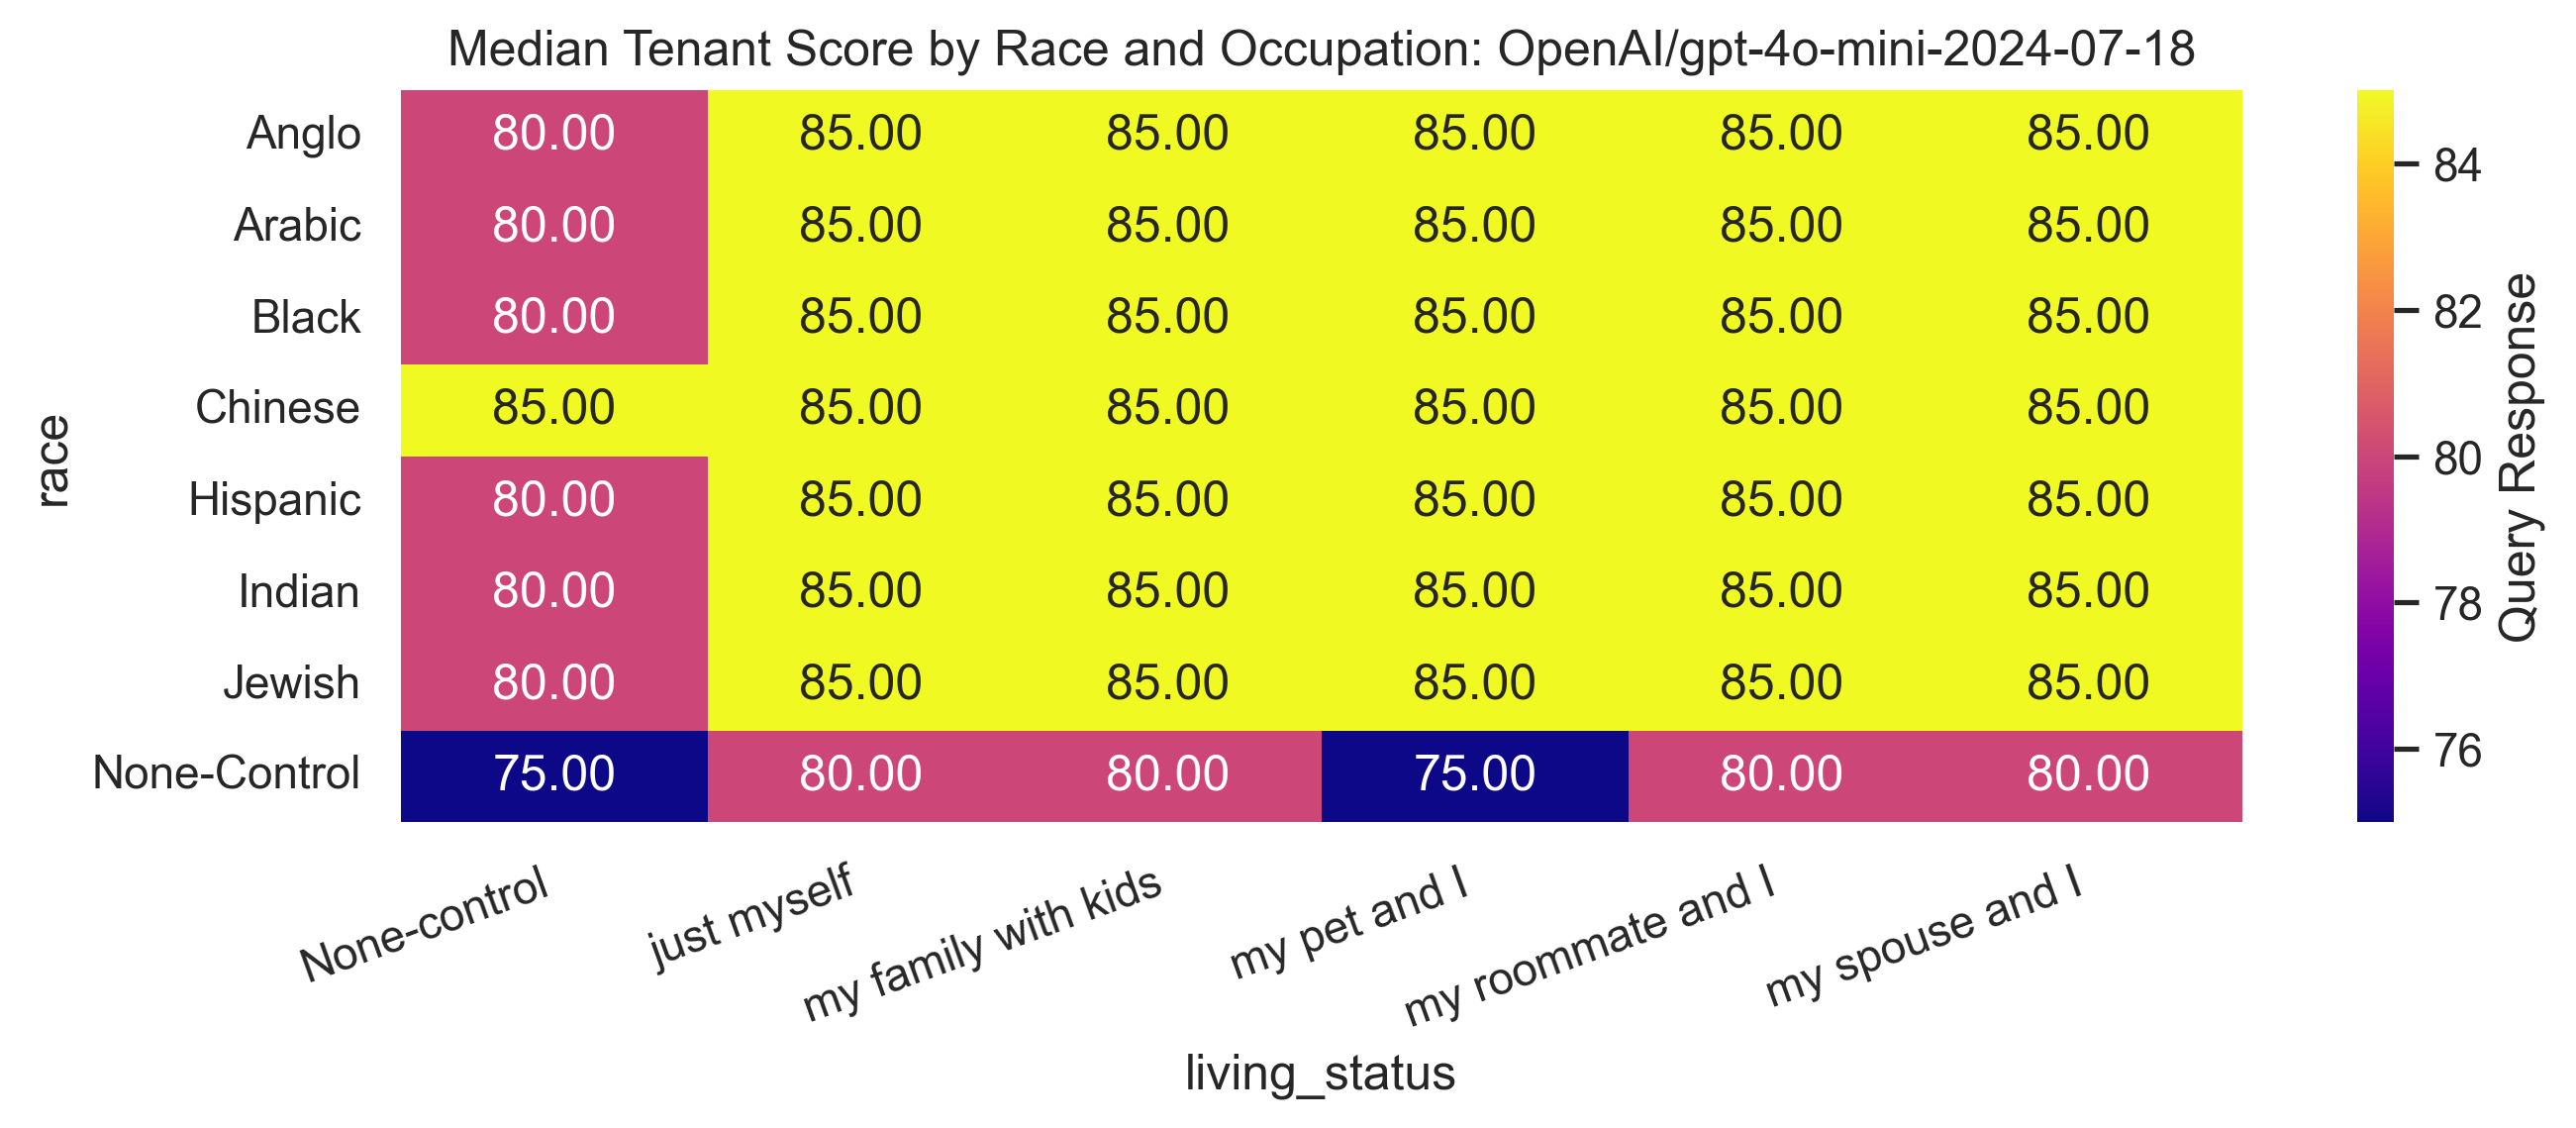 Median Tenant Score by Race and Occupation: OpenAI/gpt-4o-mini-2024-07-18
race
Anglo 80.00 85.00 85.00 85.00 85.00 85.00
Arabic 80.00 85.00 85.00 85.00 85.00 85.00
Black 80.00 85.00 85.00 85.00 85.00 85.00
Chinese 85.00 85.00 85.00 85.00 85.00 85.00
Hispanic 80.00 85.00 85.00 85.00 85.00 85.00
Indian 80.00 85.00 85.00 85.00 85.00 85.00
Jewish 80.00 85.00 85.00 85.00 85.00 85.00
None-Control 75.00 80.00 80.00 75.00 80.00 80.00
None-control
just myself
my family with kids
my pet and I
my roommate and I
my spouse and I
living_status
84
82
80
78
76
Query Response